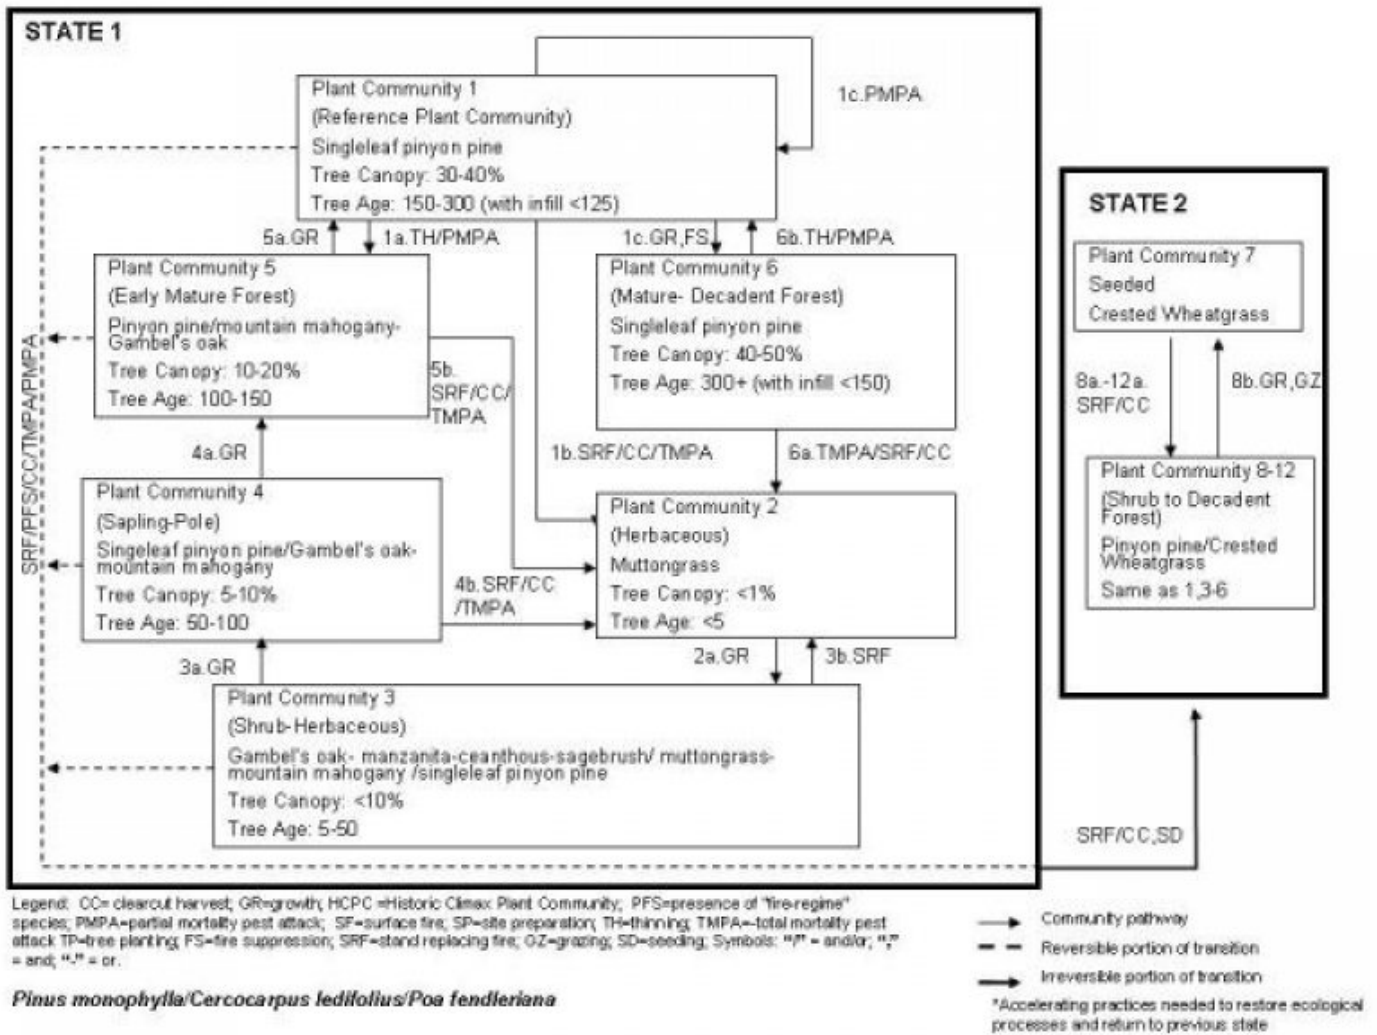 STATE 1
Plant Community 1
(Reference Plant Community)
Singleleaf pinyon pine
Tree Canopy: 30-40%
Tree Age: 150-300 (with infill <125)
1c.PMPA
5a.GR
1a.TH/PMPA
1c.GR,FS
6b.TH/PMPA
Plant Community 5
(Early Mature Forest)
Pinyon pine/mountain mahogany-
Gambel's oak
Tree Canopy: 10-20%
Tree Age: 100-150
Plant Community 6
(Mature- Decadent Forest)
Singleleaf pinyon pine
Tree Canopy: 40-50%
Tree Age: 300+ (with infill <150)
5b.
SRF/CC/
TMPA
4a.GR
1b.SRF/CC/TMPA
6a.TMPA/SRF/CC
SRF/PFS/CC/TMPA/PMPA
Plant Community 4
(Sapling-Pole)
Singeleaf pinyon pine/Gambel's oak-
mountain mahogany
Tree Canopy: 5-10%
Tree Age: 50-100
4b.SRF/CC
/TMPA
Plant Community 2
(Herbaceous)
Muttongrass
Tree Canopy: <1%
Tree Age: <5
3a.GR
2a.GR
3b.SRF
Plant Community 3
(Shrub-Herbaceous)
Gambel's oak- manzanita-ceanthous-sagebrush/ muttongrass-
mountain mahogany /singleleaf pinyon pine
Tree Canopy: <10%
Tree Age: 5-50
STATE 2
Plant Community 7
Seeded
Crested Wheatgrass
8a.-12a.
SRF/CC
8b.GR,GZ
Plant Community 8-12
(Shrub to Decadent
Forest)
Pinyon pine/Crested
Wheatgrass
Same as 1,3-6
SRF/CC,SD
Legend: CC= clearcut harvest; GR=growth; HCPC =Historic Climax Plant Community; PFS=presence of "fire-regime"
species; PMPA=partial mortality pest attack; SF=surface fire; SP=site preparation; TH=thinning; TMPA=-total mortality pest
attack TP=tree planting; FS=fire suppression; SRF=stand replacing fire; GZ=grazing; SD=seeding; Symbols: "/" = and/or; ","
= and; "-" = or.
Pinus monophylla/Cercocarpus ledifolius/Poa fendleriana
Community pathway
Reversible portion of transition
Irreversible portion of transition
*Accelerating practices needed to restore ecological
processes and return to previous state